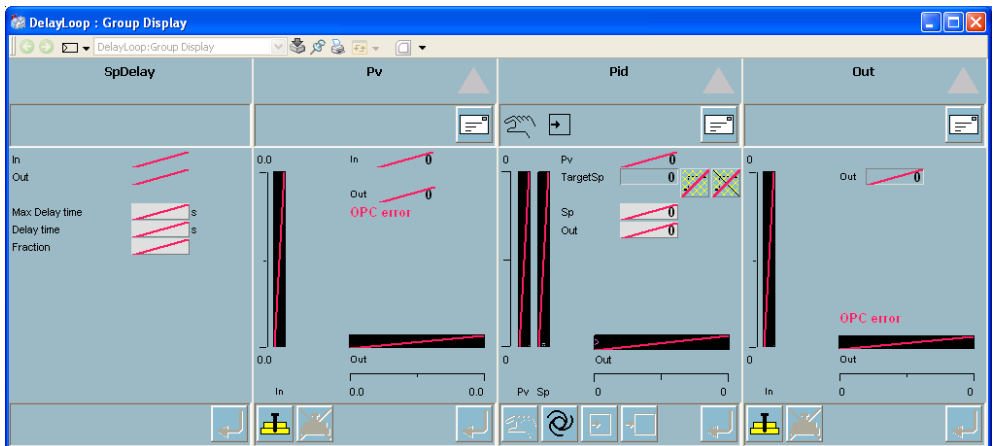 DelayLoop : Group Display
DelayLoop:Group Display
SpDelay
Pv
Pid
Out
In
Out
Max Delay time s
Delay time s
Fraction
0.0
In 0
Out 0
OPC error
0.0
Out
In
0.0 0.0
0
Pv 0
TargetSp 0
Sp 0
Out 0
0
Out
Pv Sp
0 0
0
Out 0
OPC error
0
Out
In
0 0